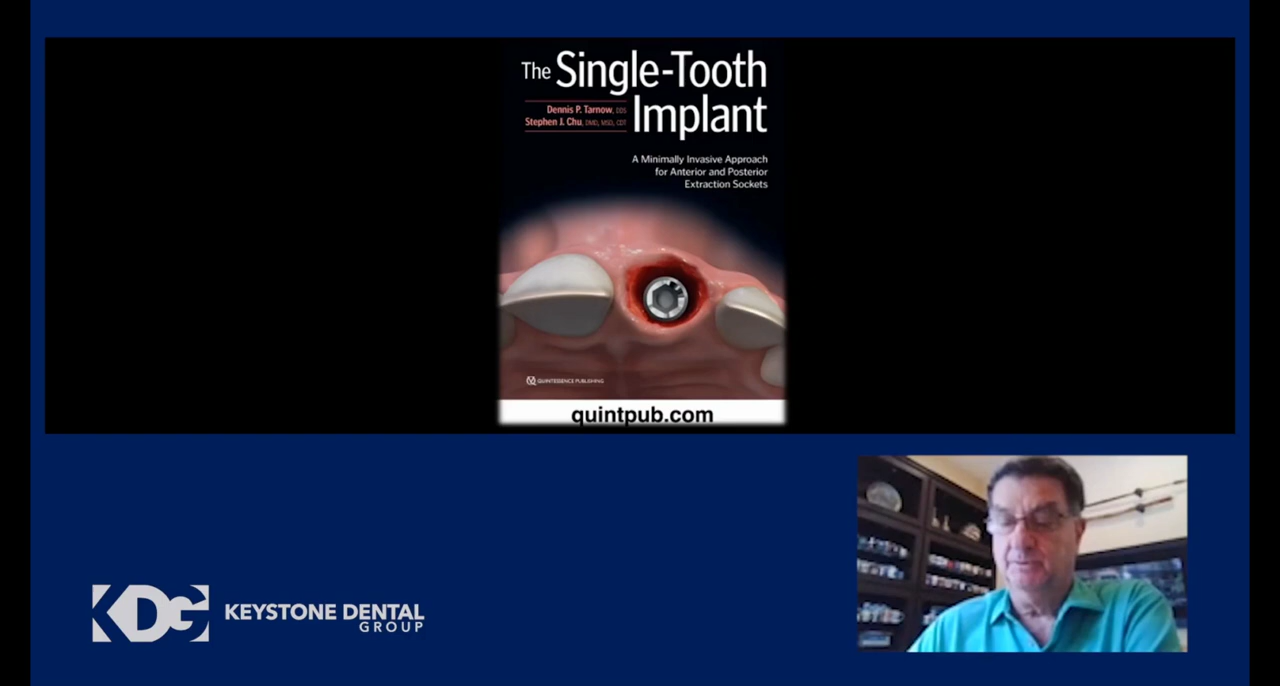 The Single-Tooth
Implant
Dennis P. Tarnow, DDS
Stephen J. Chu, DMD, MSD, CDT
A Minimally Invasive Approach
for Anterior and Posterior
Extraction Sockets
QUINTESSENCE PUBLISHING
quintpub.com
KDG KEYSTONE DENTAL
GROUP